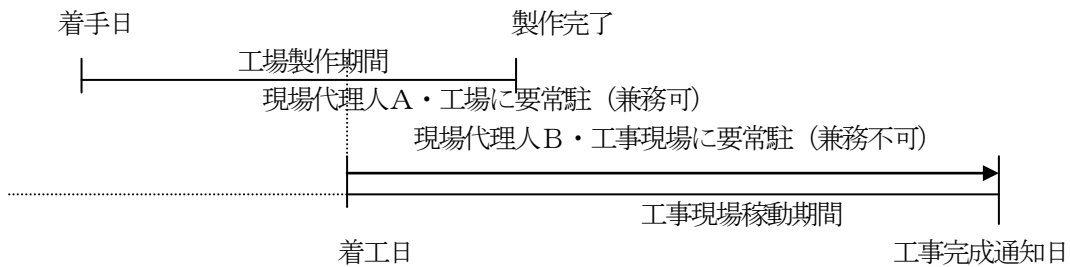 着手日 製作完了
工場製作期間
現場代理人Ａ・工場に要常駐（兼務可）
現場代理人Ｂ・工事現場に要常駐（兼務不可）
工事現場稼動期間
着工日 工事完成通知日